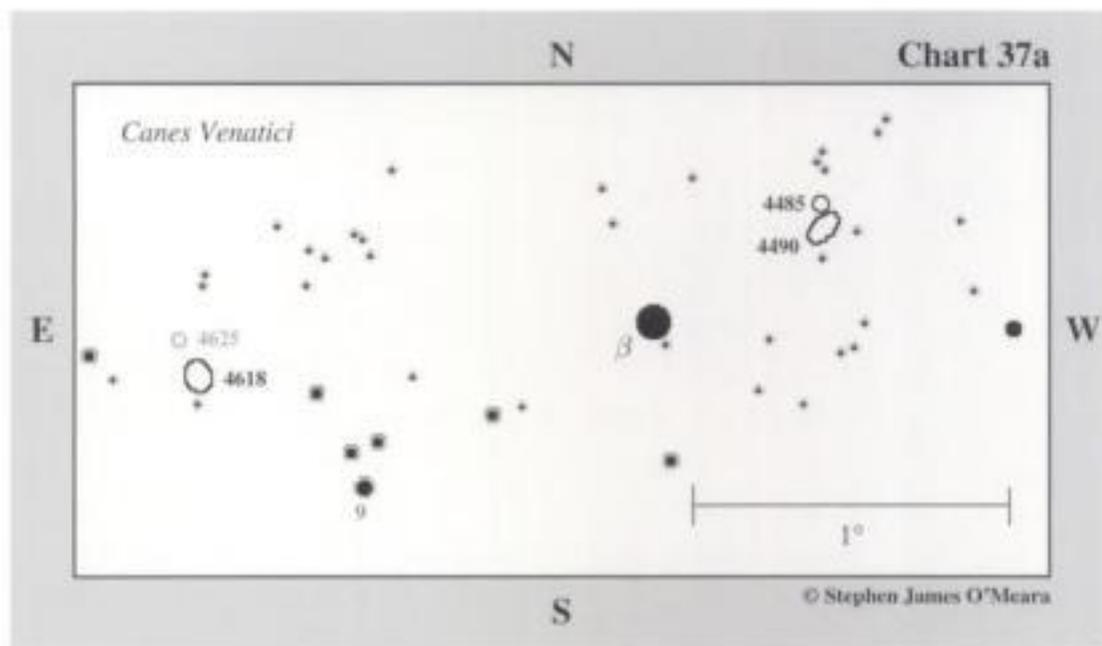 N
Chart 37a
Canes Venatici
4485
4490
E
4625
4618
β
W
9
1°
S
© Stephen James O'Meara